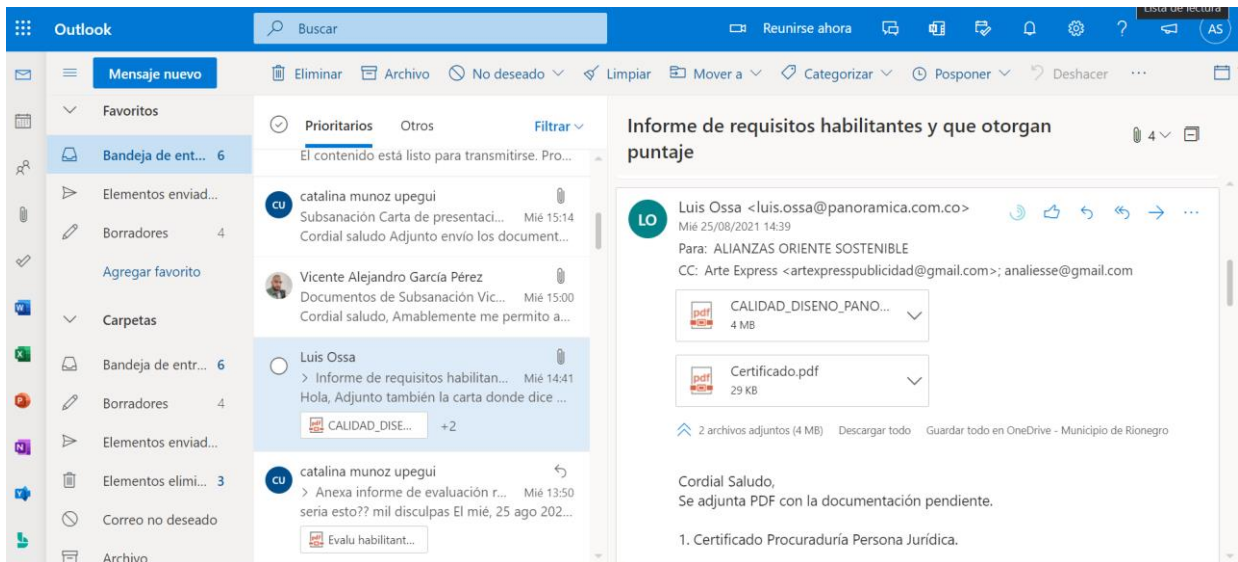 Lista de lectura
Outlook
Buscar
Reunirse ahora
AS
Mensaje nuevo
Eliminar
Archivo
No deseado
Limpiar
Mover a
Categorizar
Posponer
Deshacer
Favoritos
Bandeja de ent... 6
Elementos enviad...
Borradores 4
Agregar favorito
Carpetas
Bandeja de entr... 6
Borradores 4
Elementos enviad...
Elementos elimi... 3
Correo no deseado
Archivo
Prioritarios Otros Filtrar
El contenido está listo para transmitirse. Pro...
CU
catalina munoz upegui
Subsanación Carta de presentaci... Mié 15:14
Cordial saludo Adjunto envío los document...
Vicente Alejandro García Pérez
Documentos de Subsanación Vic... Mié 15:00
Cordial saludo, Amablemente me permito a...
Luis Ossa
> Informe de requisitos habilitan... Mié 14:41
Hola, Adjunto también la carta donde dice ...
pdf CALIDAD_DISE... +2
CU
catalina munoz upegui
> Anexa informe de evaluación r... Mié 13:50
seria esto?? mil disculpas El mié, 25 ago 202...
pdf Evalu habilitant...
Informe de requisitos habilitantes y que otorgan
puntaje
4
LO
Luis Ossa <luis.ossa@panoramica.com.co>
Mié 25/08/2021 14:39
Para: ALIANZAS ORIENTE SOSTENIBLE
CC: Arte Express <artexpresspublicidad@gmail.com>; analiesse@gmail.com
pdf
CALIDAD_DISENO_PANO...
4 MB
pdf
Certificado.pdf
29 KB
2 archivos adjuntos (4 MB) Descargar todo Guardar todo en OneDrive - Municipio de Rionegro
Cordial Saludo,
Se adjunta PDF con la documentación pendiente.
1. Certificado Procuraduría Persona Jurídica.